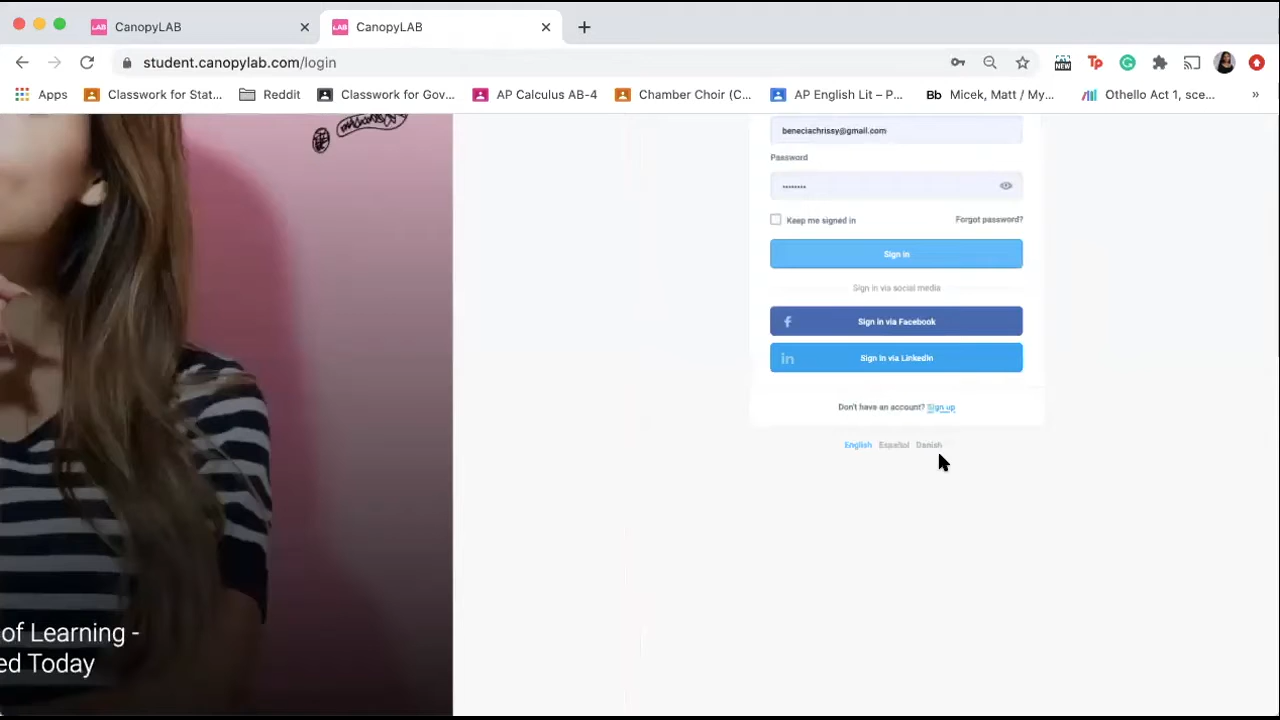 CanopyLAB
CanopyLAB
student.canopylab.com/login
Apps
Classwork for Stat...
Reddit
Classwork for Gov...
AP Calculus AB-4
Chamber Choir (C...
AP English Lit – P...
Bb Micek, Matt / My...
Othello Act 1, sce...
»
beneciachrissy@gmail.com
Password
••••••••
Keep me signed in
Forgot password?
Sign in
Sign in via social media
Sign in via Facebook
Sign in via LinkedIn
Don't have an account? Sign up
English Español Danish
of Learning -
ed Today